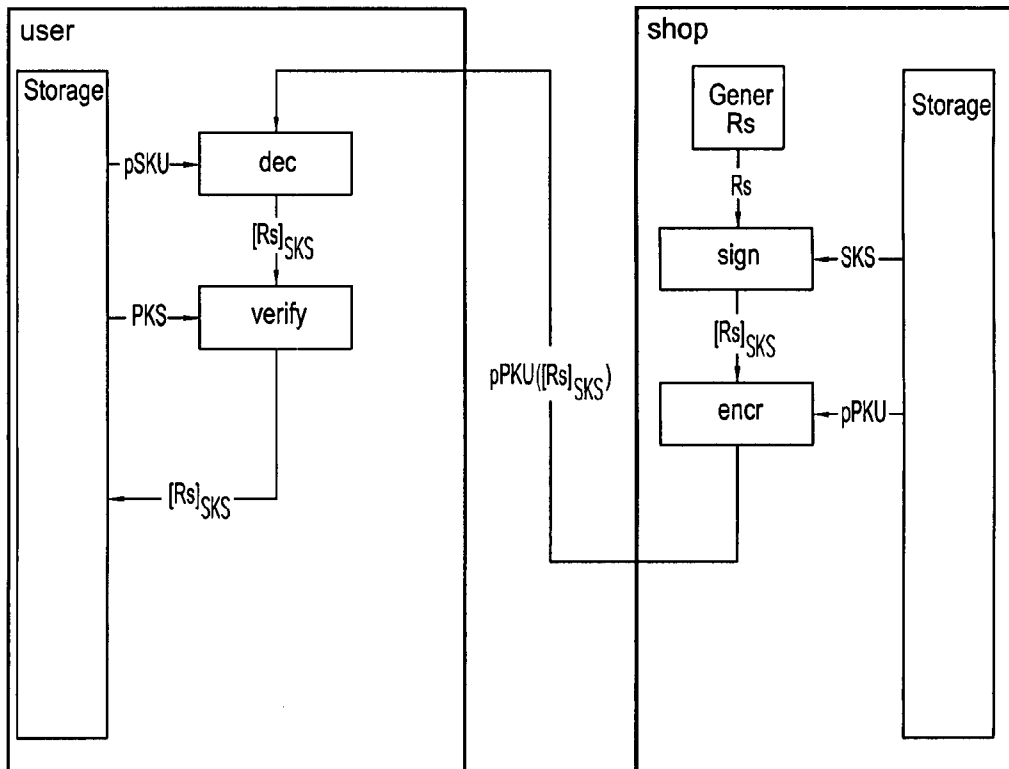 user
Storage
pSKU
dec
[Rs]SKS
PKS
verify
[Rs]SKS
pPKU([Rs]SKS)
shop
Gener
Rs
Storage
Rs
sign
SKS
[Rs]SKS
encr
pPKU